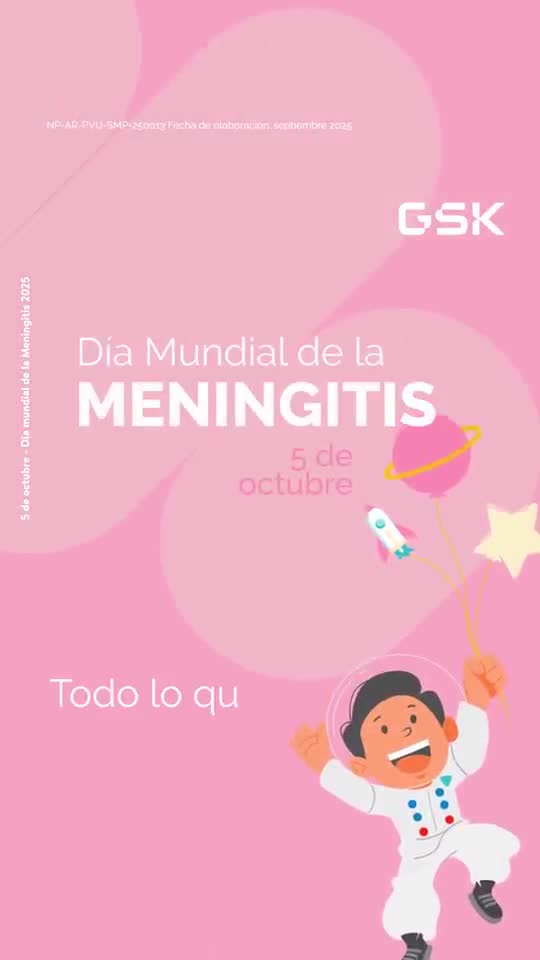 NP-AR-PVU-SMP-250013 Fecha de elaboración: septiembre 2025
GSK
5 de octubre - Día mundial de la Meningitis 2025
Día Mundial de la
MENINGITIS
5 de
octubre
Todo lo qu